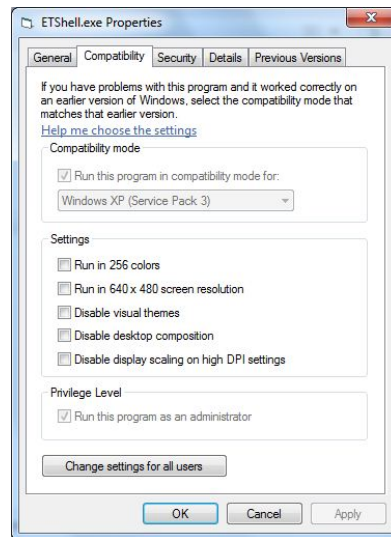 ETShell.exe Properties
General Compatibility Security Details Previous Versions
If you have problems with this program and it worked correctly on
an earlier version of Windows, select the compatibility mode that
matches that earlier version.
Help me choose the settings
Compatibility mode
Run this program in compatibility mode for:
Windows XP (Service Pack 3)
Settings
Run in 256 colors
Run in 640 x 480 screen resolution
Disable visual themes
Disable desktop composition
Disable display scaling on high DPI settings
Privilege Level
Run this program as an administrator
Change settings for all users
OK Cancel Apply